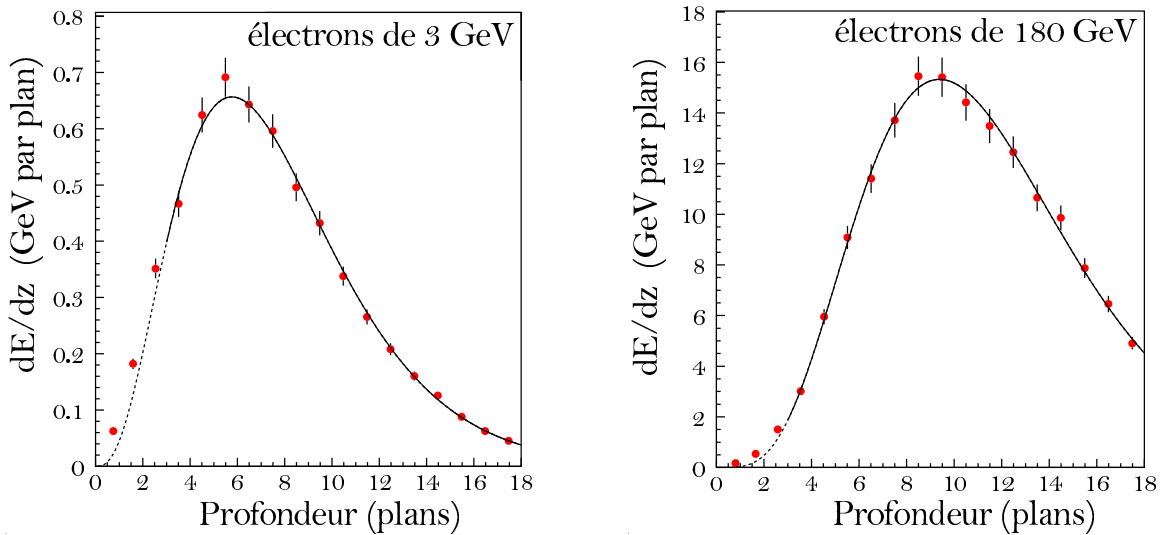 électrons de 3 GeV
dE/dz (GeV par plan)
0.8
0.7
0.6
0.5
0.4
0.3
0.2
0.1
0
0 2 4 6 8 10 12 14 16 18
Profondeur (plans)
électrons de 180 GeV
dE/dz (GeV par plan)
18
16
14
12
10
8
6
4
2
0
0 2 4 6 8 10 12 14 16 18
Profondeur (plans)